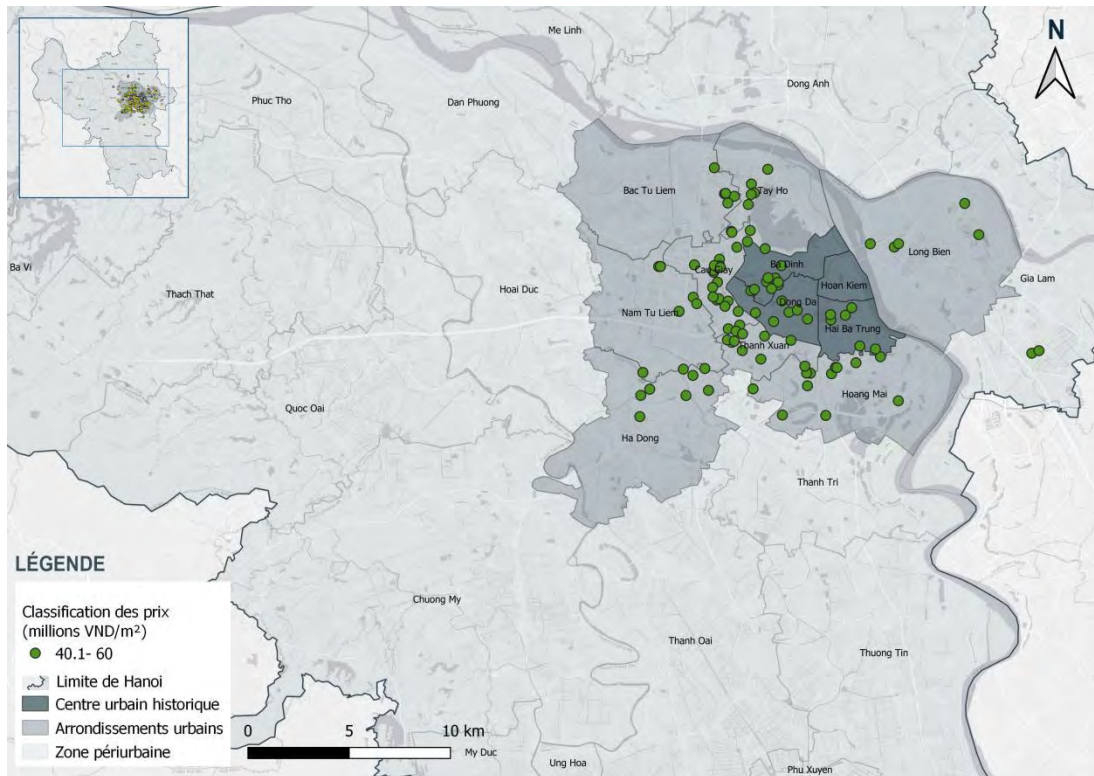 Me Linh
N
Dong Anh
Phuc Tho
Dan Phuong
Bac Tu Liem
Tay Ho
Long Bien
Ba Vi
Cau Giay
Ba Dinh
Gia Lam
Thach That
Hoai Duc
Hoan Kiem
Dong Da
Nam Tu Liem
Hai Ba Trung
Thanh Xuan
Hoang Mai
Quoc Oai
Ha Dong
Thanh Tri
LÉGENDE
Classification des prix
(millions VND/m²)
40.1- 60
Limite de Hanoi
Centre urbain historique
Arrondissements urbains
Zone périurbaine
Chuong My
Thanh Oai
Thuong Tin
0 5 10 km
My Duc
Ung Hoa
Phu Xuyen